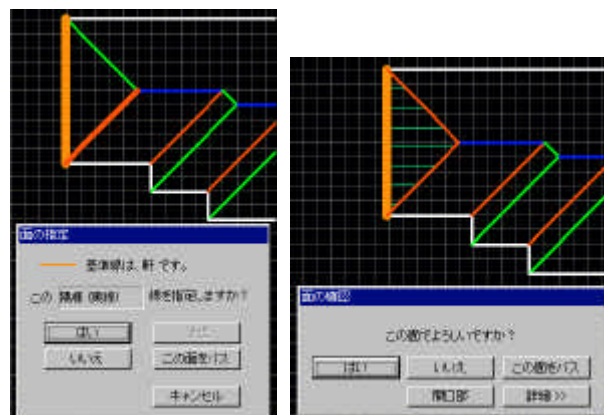 面の指定
基準線は、軒 です。
この 隅棟 (隣線) 線を指定しますか？
はい
いいえ この面をパス
キャンセル
面の確認
この面でよろしいですか？
はい いいえ この面をパス
開口部 詳細 >>